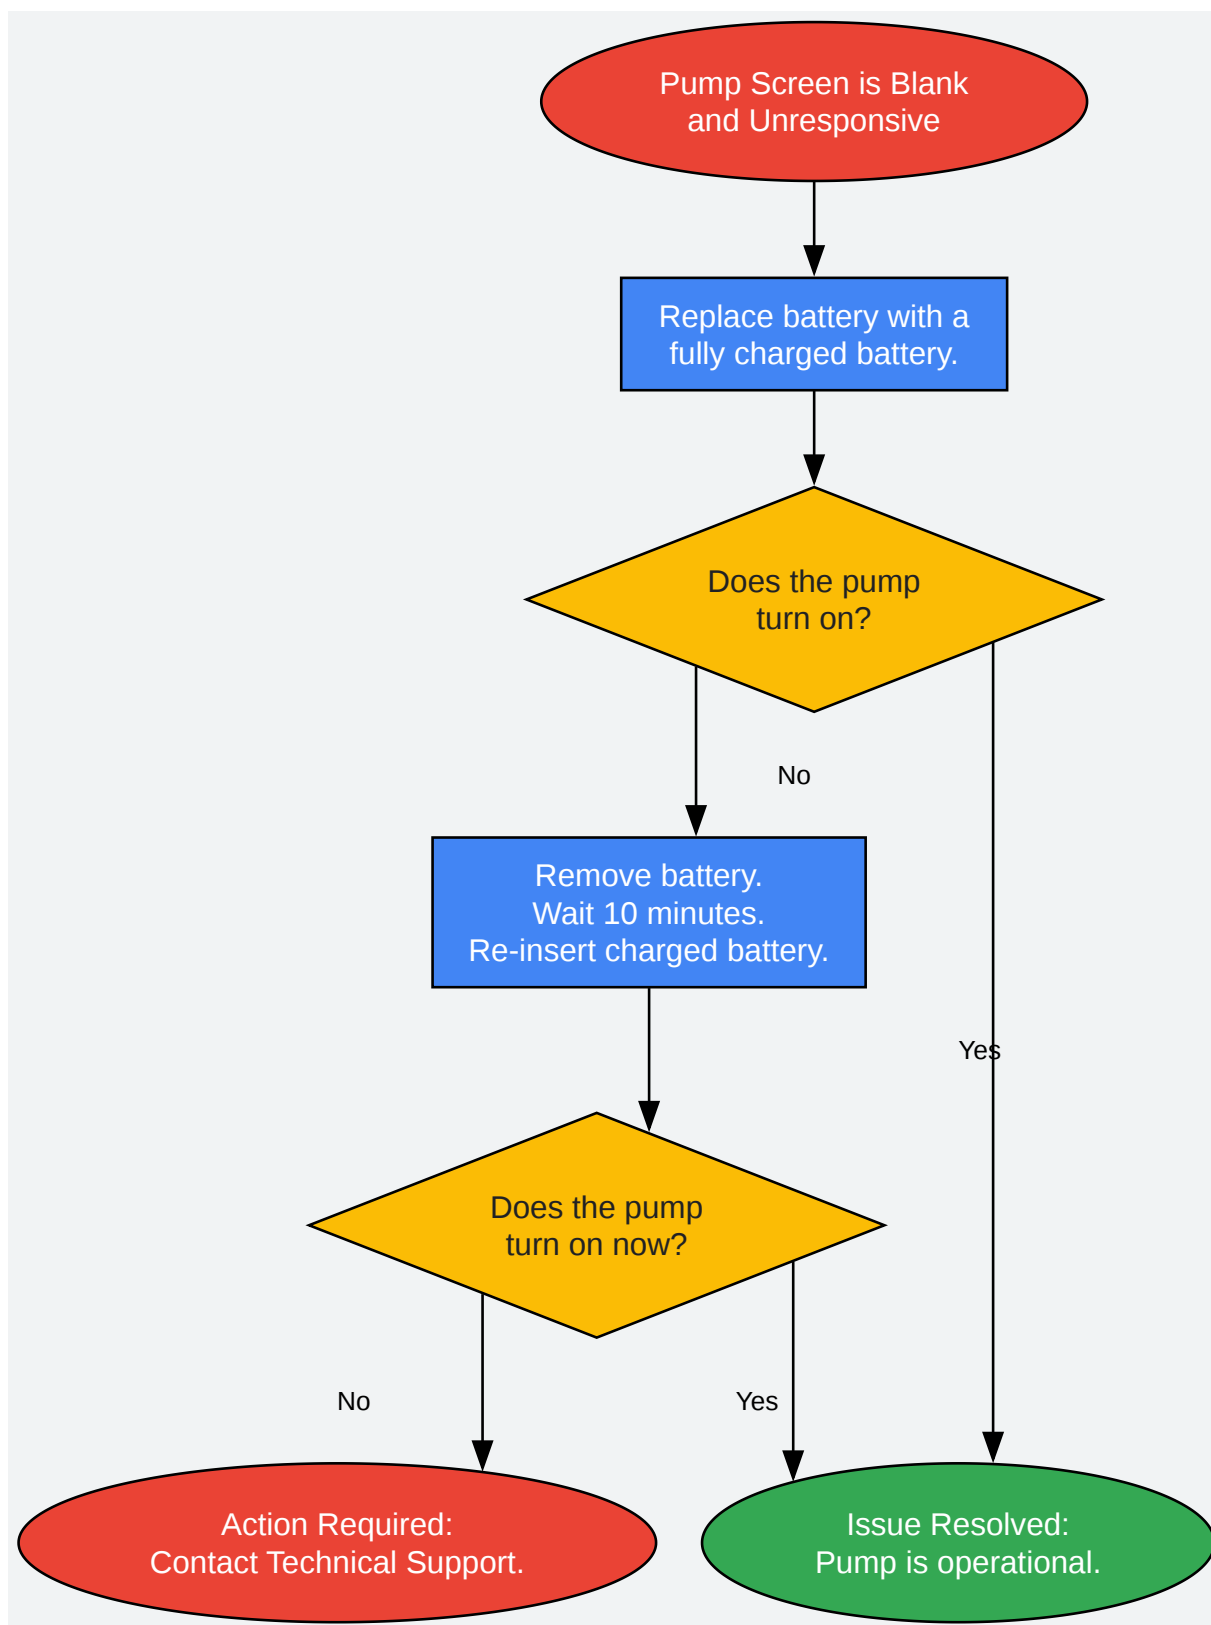 Pump Screen is Blank
and Unresponsive
Replace battery with a
fully charged battery.
Does the pump
turn on?
No
Remove battery.
Wait 10 minutes.
Re-insert charged battery.
Yes
Does the pump
turn on now?
No
Yes
Action Required:
Contact Technical Support.
Issue Resolved:
Pump is operational.